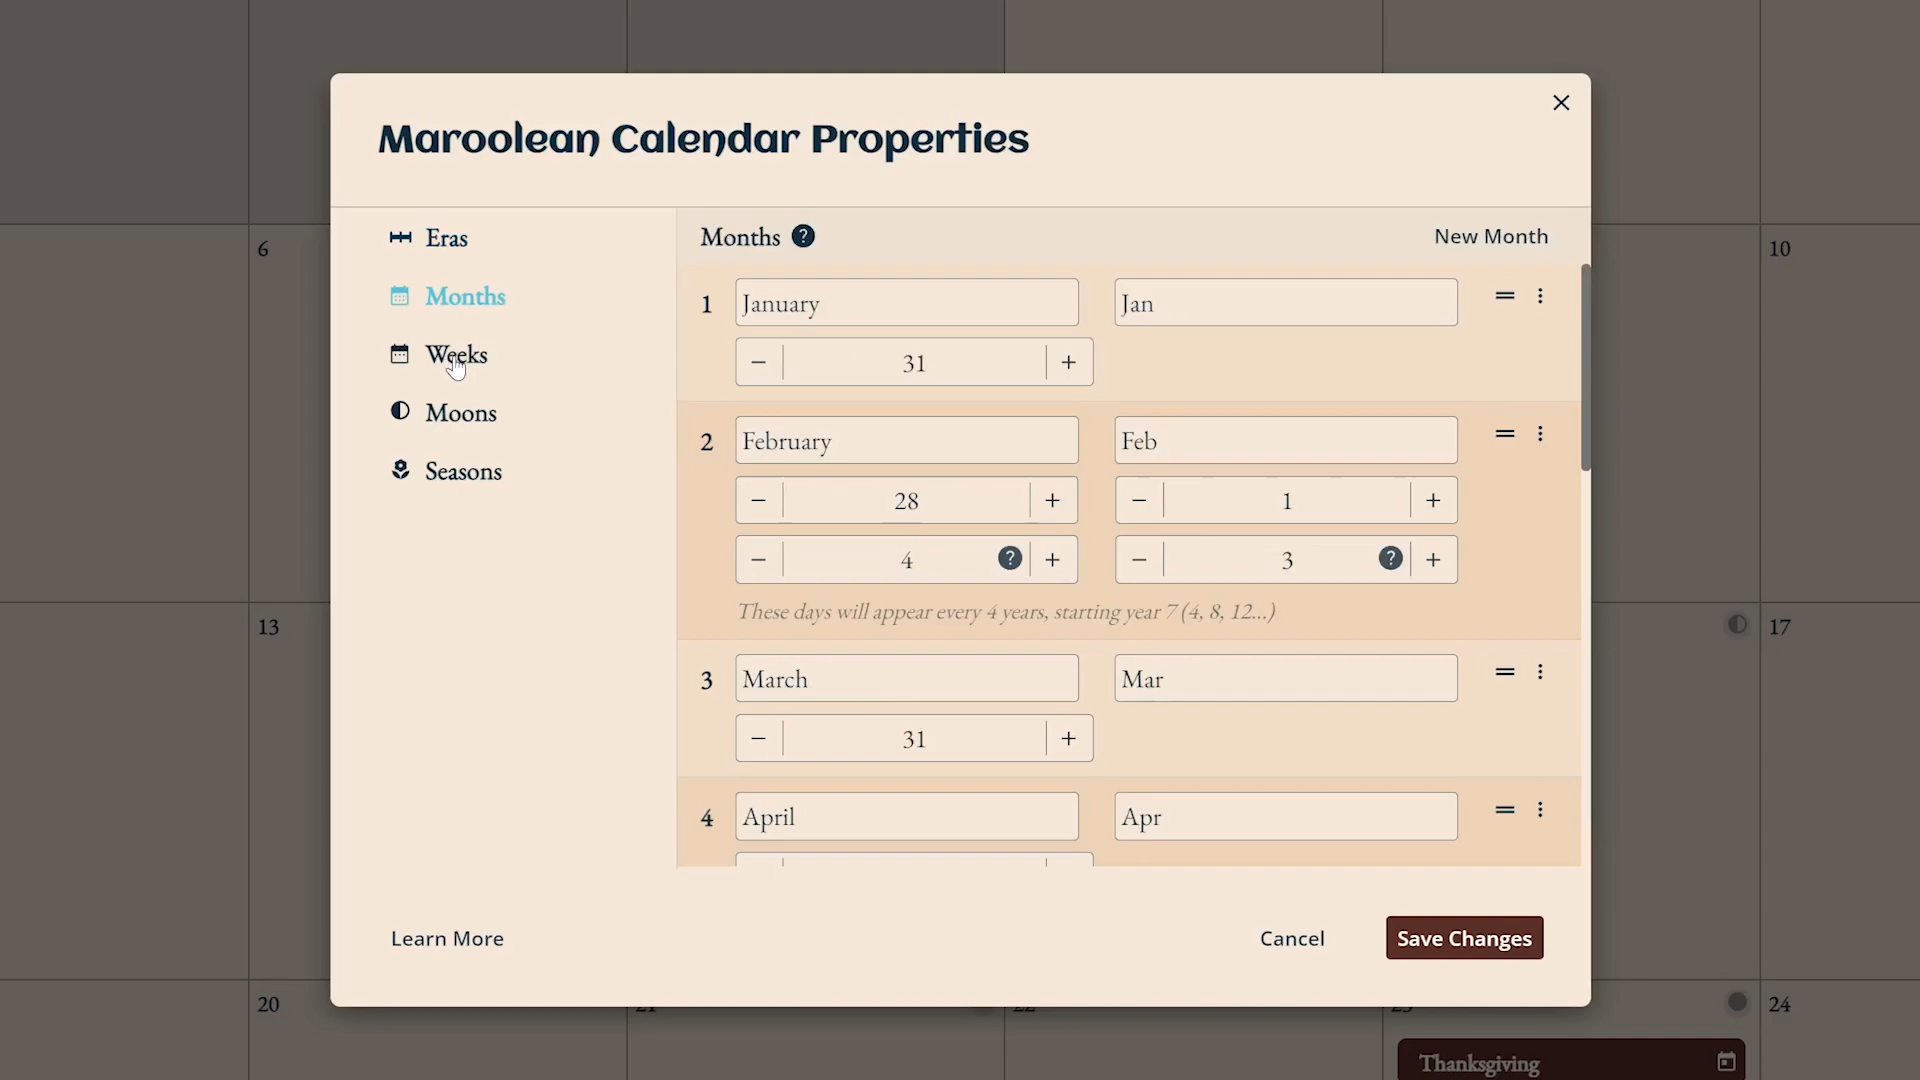 Maroolean Calendar Properties
Eras
Months
Weeks
Moons
Seasons
Months ?
New Month
1 January Jan
− 31 +
2 February Feb
− 28 + − 1 +
− 4 ? + − 3 ? +
These days will appear every 4 years, starting year 7 (4, 8, 12...)
3 March Mar
− 31 +
4 April Apr
Learn More
Cancel
Save Changes
6
10
13
17
20
24
Thanksgiving